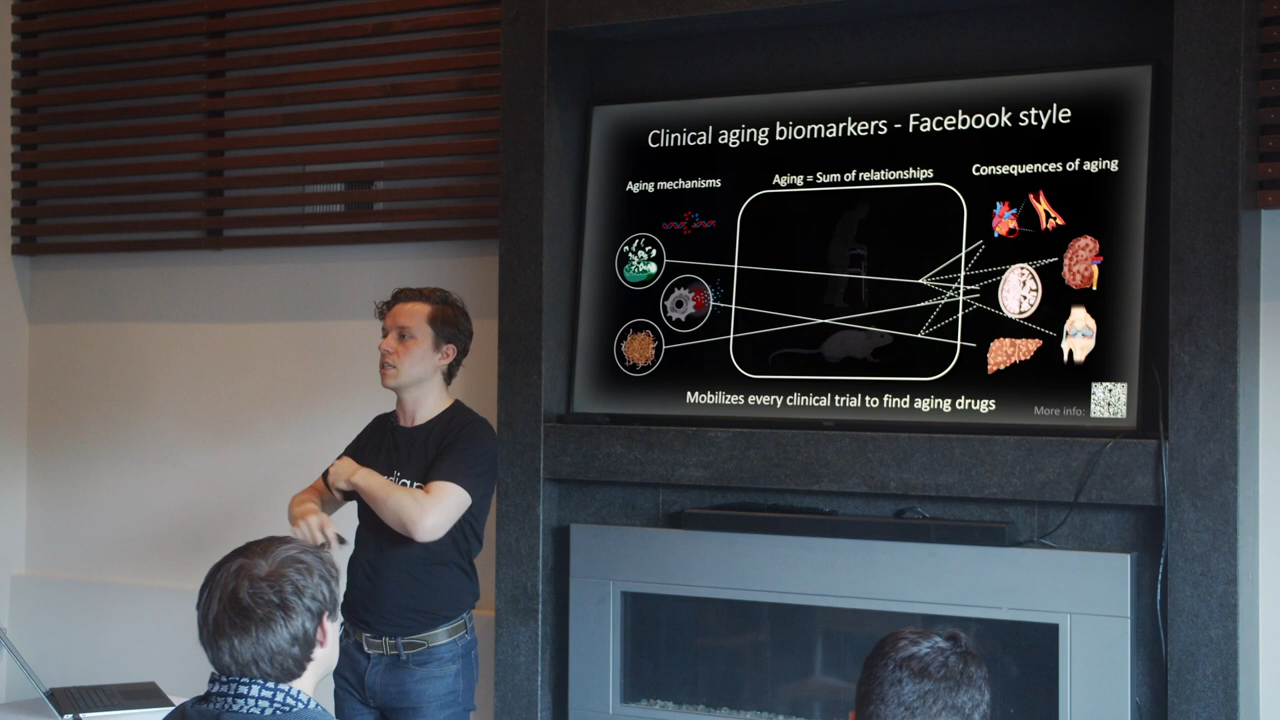 Clinical aging biomarkers - Facebook style
Aging mechanisms
Aging = Sum of relationships
Consequences of aging
Mobilizes every clinical trial to find aging drugs
More info: